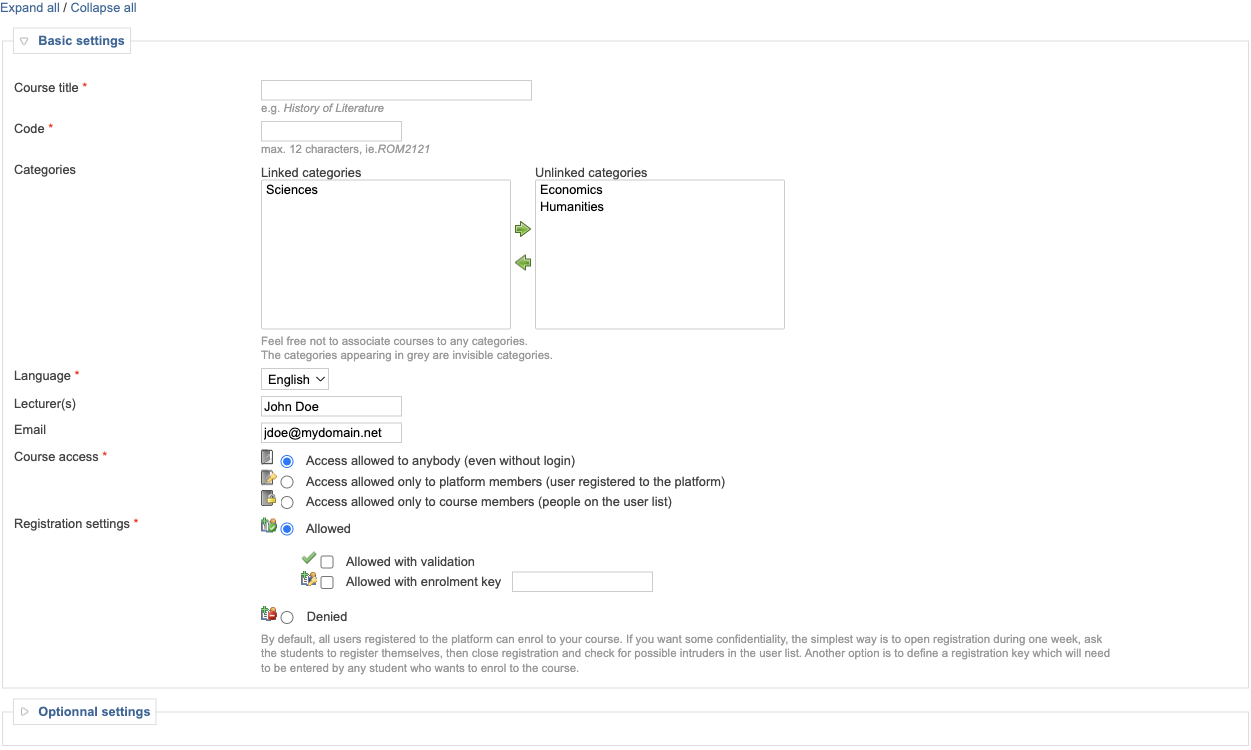 Expand all / Collapse all
Basic settings
Course title *
e.g. History of Literature
Code *
max. 12 characters, ie.ROM2121
Categories
Linked categories
Unlinked categories
Sciences
Economics
Humanities
Feel free not to associate courses to any categories.
The categories appearing in grey are invisible categories.
Language *
English
Lecturer(s)
John Doe
Email
jdoe@mydomain.net
Course access *
Access allowed to anybody (even without login)
Access allowed only to platform members (user registered to the platform)
Access allowed only to course members (people on the user list)
Registration settings *
Allowed
Allowed with validation
Allowed with enrolment key
Denied
By default, all users registered to the platform can enrol to your course. If you want some confidentiality, the simplest way is to open registration during one week, ask
the students to register themselves, then close registration and check for possible intruders in the user list. Another option is to define a registration key which will need
to be entered by any student who wants to enrol to the course.
Optionnal settings